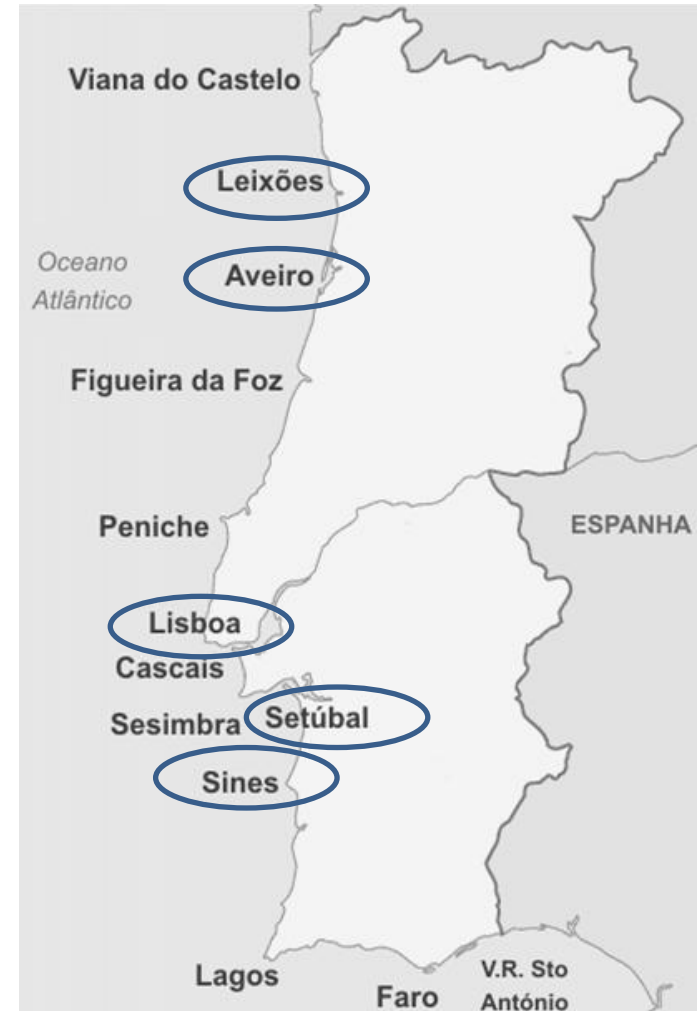 Viana do Castelo
Leixões
Oceano
Atlântico
Aveiro
Figueira da Foz
Peniche
ESPANHA
Lisboa
Cascais
Sesimbra
Setúbal
Sines
Lagos
Faro
V.R. Sto
António